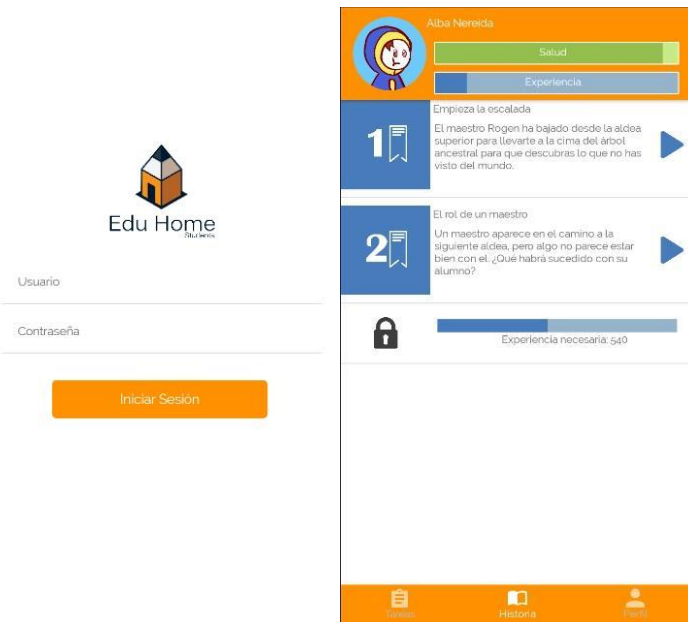 Edu Home
Students
Usuario
Contraseña
Iniciar Sesión
Alba Nereida
Salud
Experiencia
1
Empieza la escalada
El maestro Rogen ha bajado desde la aldea
superior para llevarte a la cima del árbol
ancestral para que descubras lo que no has
visto del mundo.
2
El rol de un maestro
Un maestro aparece en el camino a la
siguiente aldea, pero algo no parece estar
bien con el. ¿Qué habrá sucedido con su
alumno?
Experiencia necesaria: 540
Tareas
Historia
Perfil